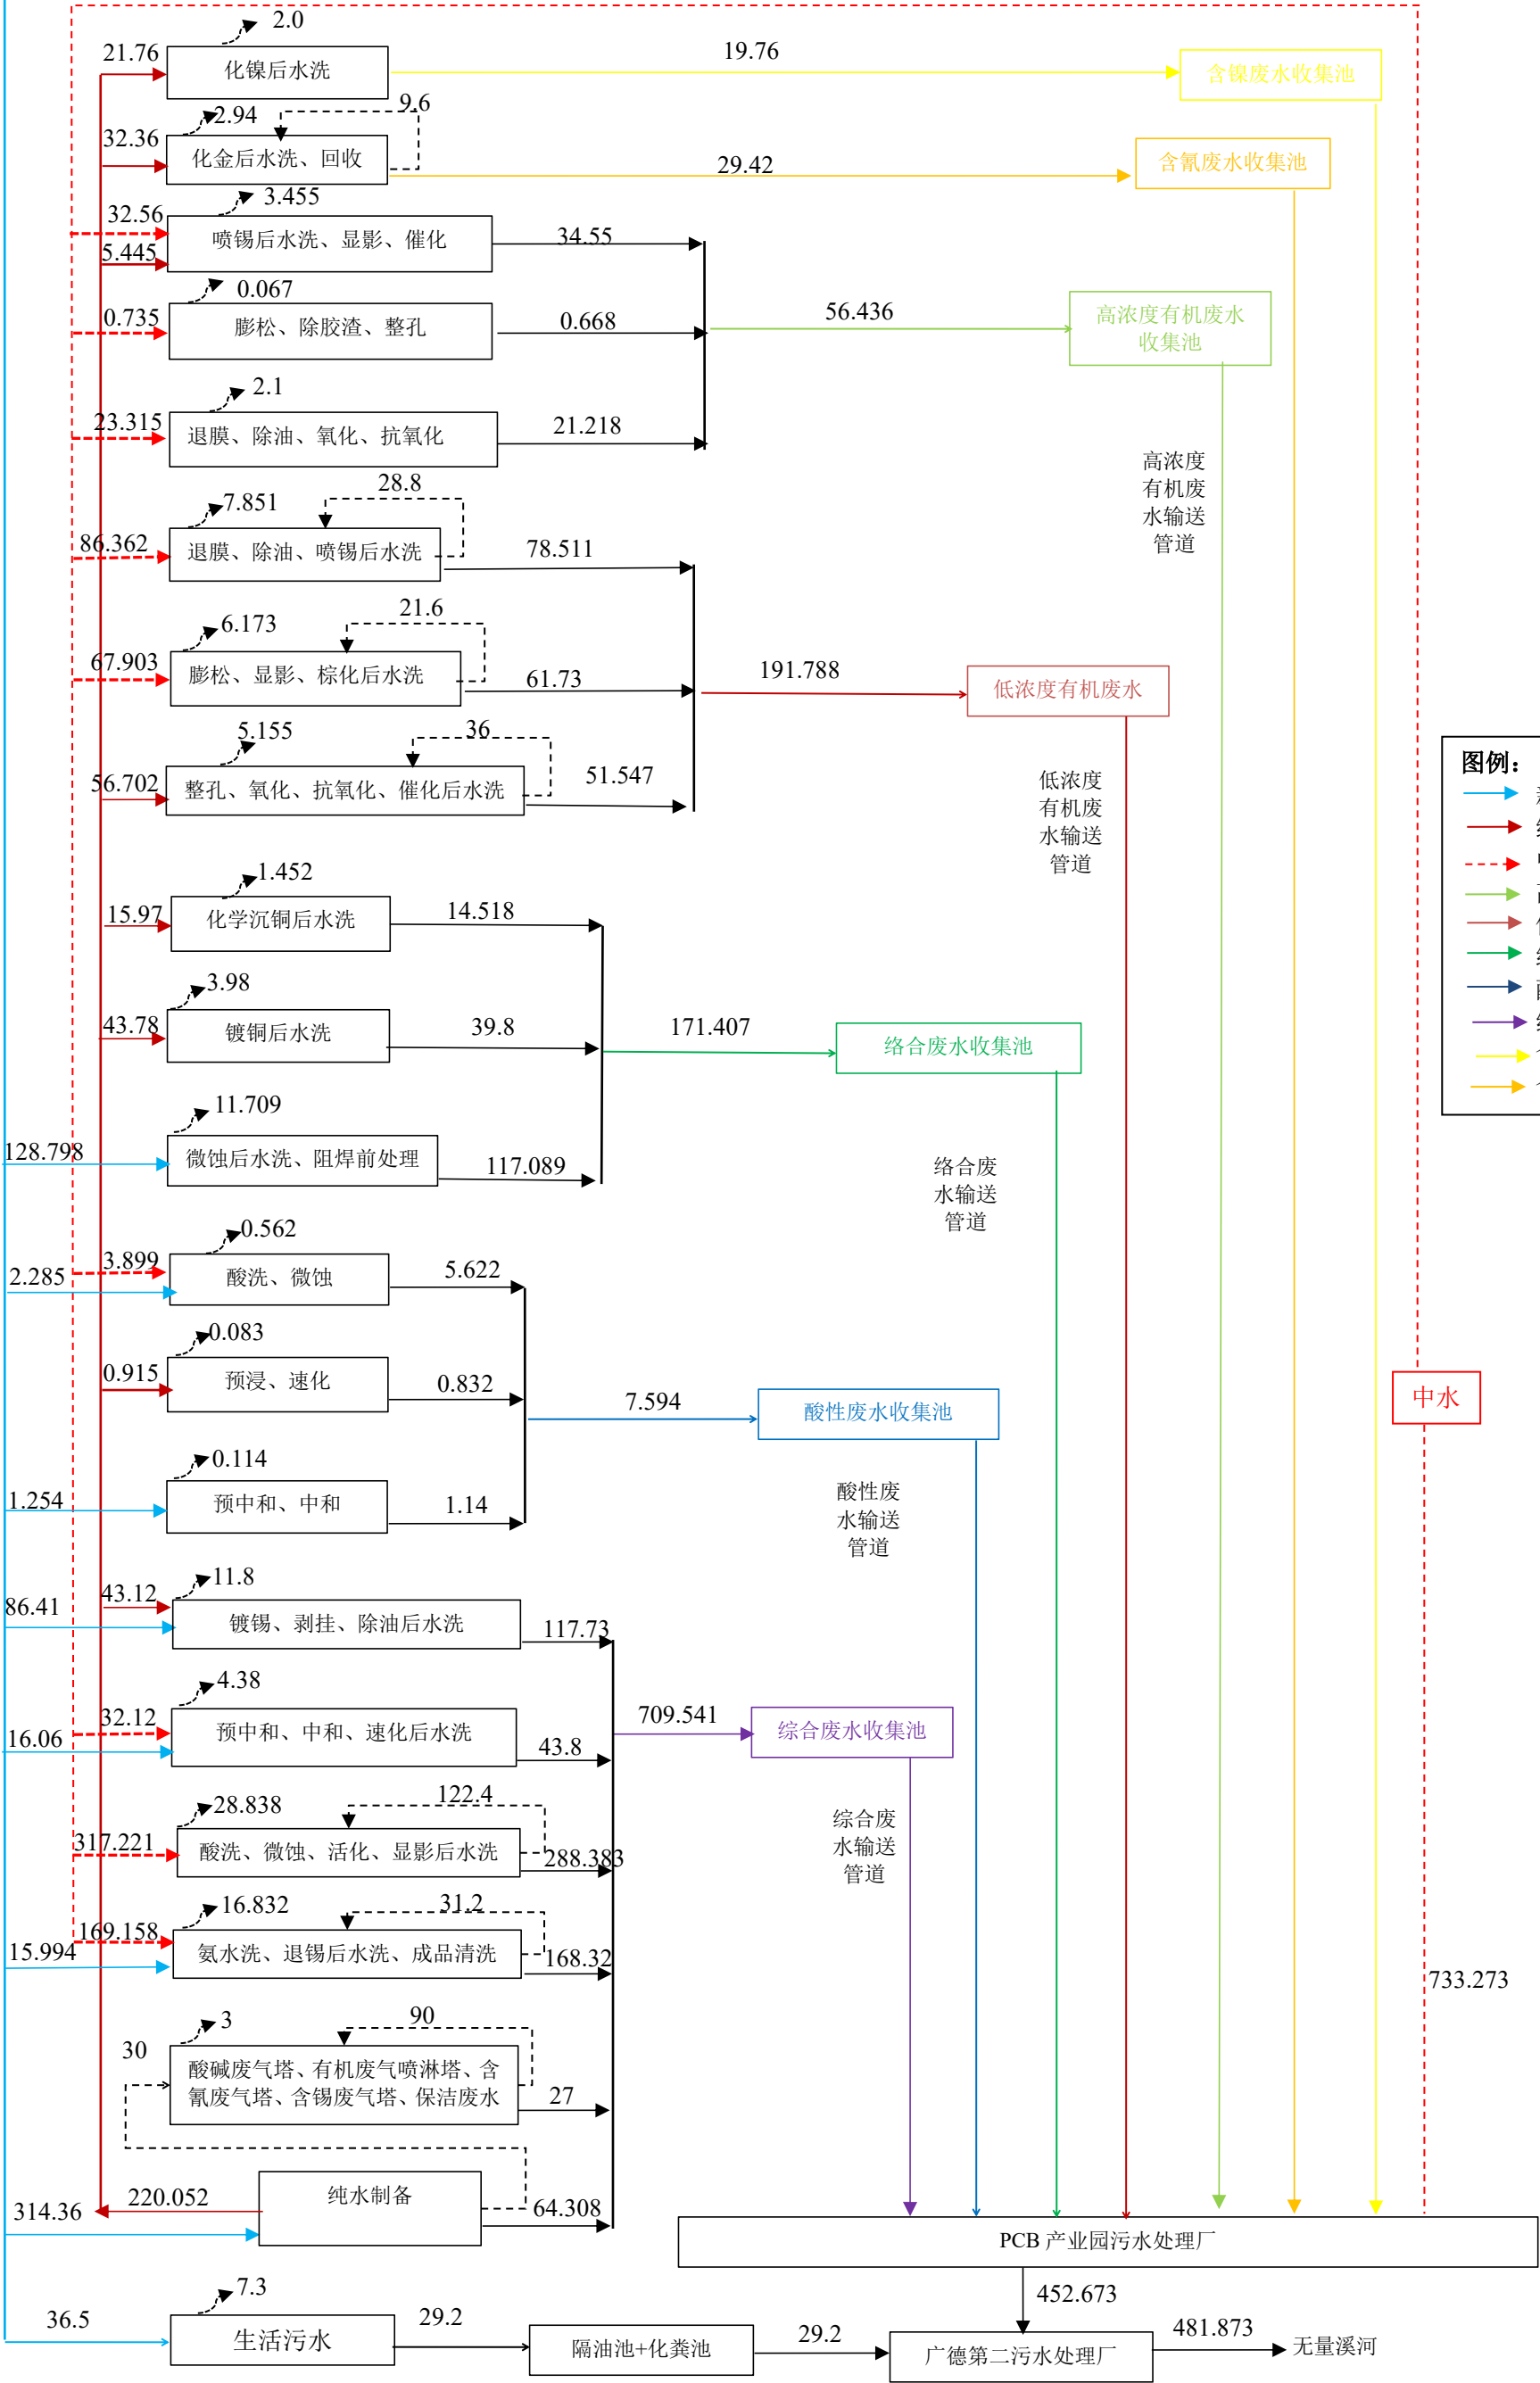 2.0
21.76
化镍后水洗
19.76
含镍废水收集池
2.94
9.6
32.36
化金后水洗、回收
29.42
含氰废水收集池
3.455
32.56
5.445
喷锡后水洗、显影、催化
34.55
0.067
0.735
膨松、除胶渣、整孔
0.668
56.436
高浓度有机废水
收集池
2.1
23.315
退膜、除油、氧化、抗氧化
21.218
高浓度
有机废
水输送
管道
7.851
28.8
86.362
退膜、除油、喷锡后水洗
78.511
6.173
21.6
67.903
膨松、显影、棕化后水洗
61.73
191.788
低浓度有机废水
5.155
36
56.702
整孔、氧化、抗氧化、催化后水洗
51.547
低浓度
有机废
水输送
管道
图例：
1.452
15.97
化学沉铜后水洗
14.518
3.98
43.78
镀铜后水洗
39.8
171.407
络合废水收集池
11.709
128.798
微蚀后水洗、阻焊前处理
117.089
络合废
水输送
管道
0.562
3.899
2.285
酸洗、微蚀
5.622
0.083
0.915
预浸、速化
0.832
7.594
酸性废水收集池
中水
0.114
1.254
预中和、中和
1.14
酸性废
水输送
管道
11.8
43.12
86.41
镀锡、剥挂、除油后水洗
117.73
4.38
32.12
16.06
预中和、中和、速化后水洗
43.8
709.541
综合废水收集池
28.838
122.4
317.221
酸洗、微蚀、活化、显影后水洗
288.383
综合废
水输送
管道
16.832
31.2
169.158
15.994
氨水洗、退锡后水洗、成品清洗
168.32
733.273
3
90
30
酸碱废气塔、有机废气喷淋塔、含
氰废气塔、含锡废气塔、保洁废水
27
220.052
314.36
纯水制备
64.308
PCB 产业园污水处理厂
7.3
452.673
36.5
生活污水
29.2
隔油池+化粪池
29.2
广德第二污水处理厂
481.873
无量溪河